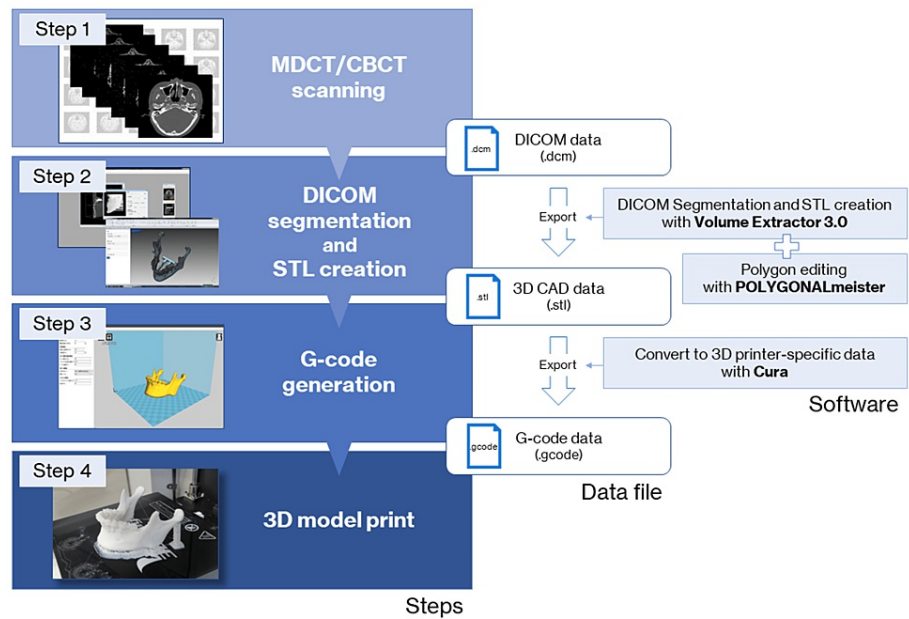 Step 1
MDCT/CBCT
scanning
.dcm
DICOM data
(.dcm)
Step 2
DICOM
segmentation
and
STL creation
Export
DICOM Segmentation and STL creation
with Volume Extractor 3.0
Polygon editing
with POLYGONALmeister
.stl
3D CAD data
(.stl)
Step 3
G-code
generation
Export
Convert to 3D printer-specific data
with Cura
Software
.gcode
G-code data
(.gcode)
Data file
Step 4
3D model print
Steps